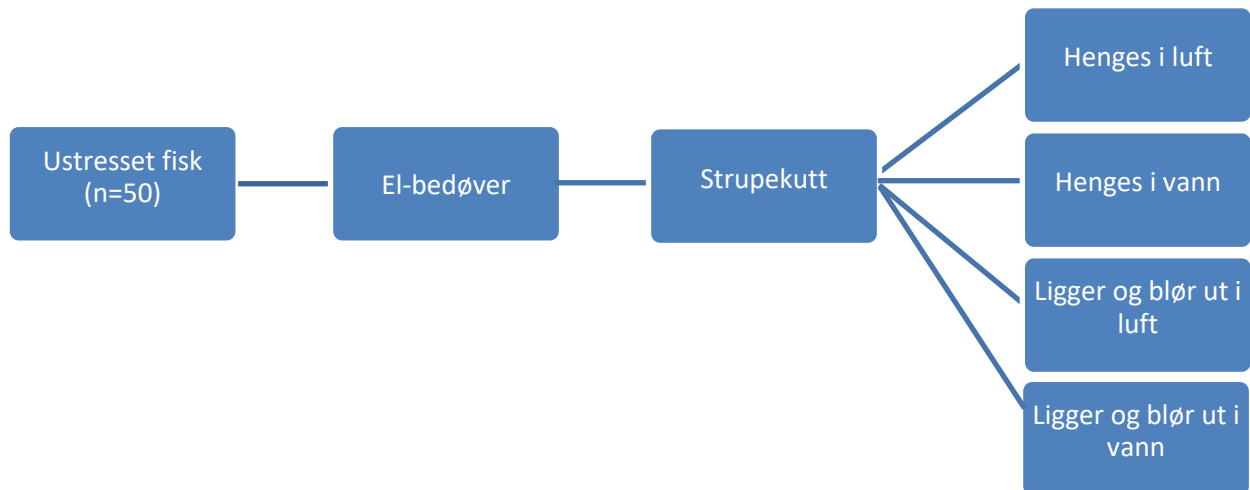 Ustresset fisk
(n=50)
El-bedøver
Strupekutt
Henges i luft
Henges i vann
Ligger og blør ut i
luft
Ligger og blør ut i
vann